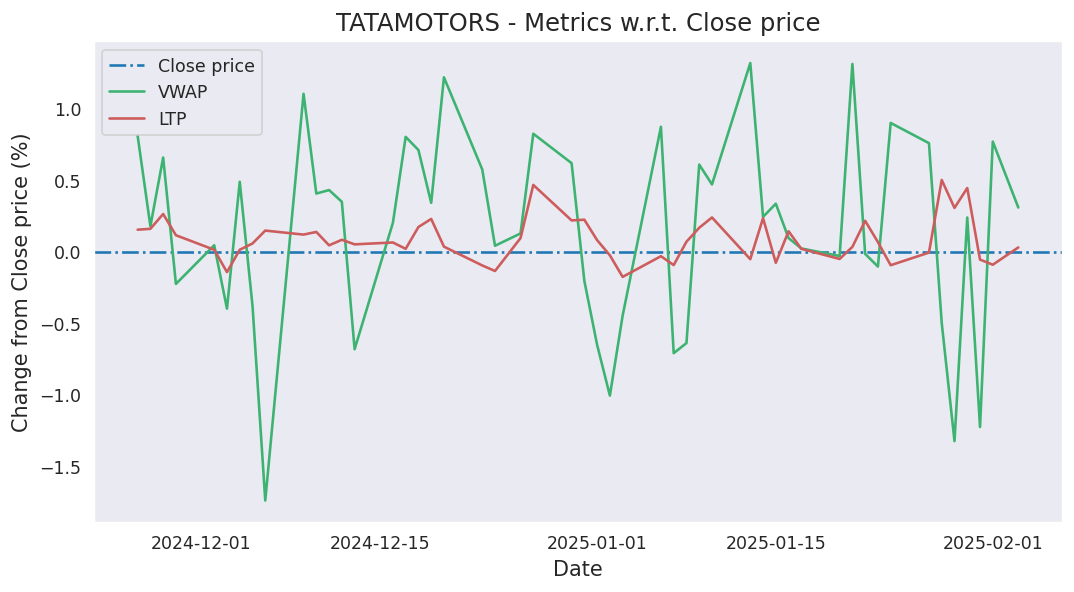 TATAMOTORS - Metrics w.r.t. Close price
Close price
VWAP
LTP
Change from Close price (%)
1.0
0.5
0.0
−0.5
−1.0
−1.5
2024-12-01
2024-12-15
2025-01-01
2025-01-15
2025-02-01
Date